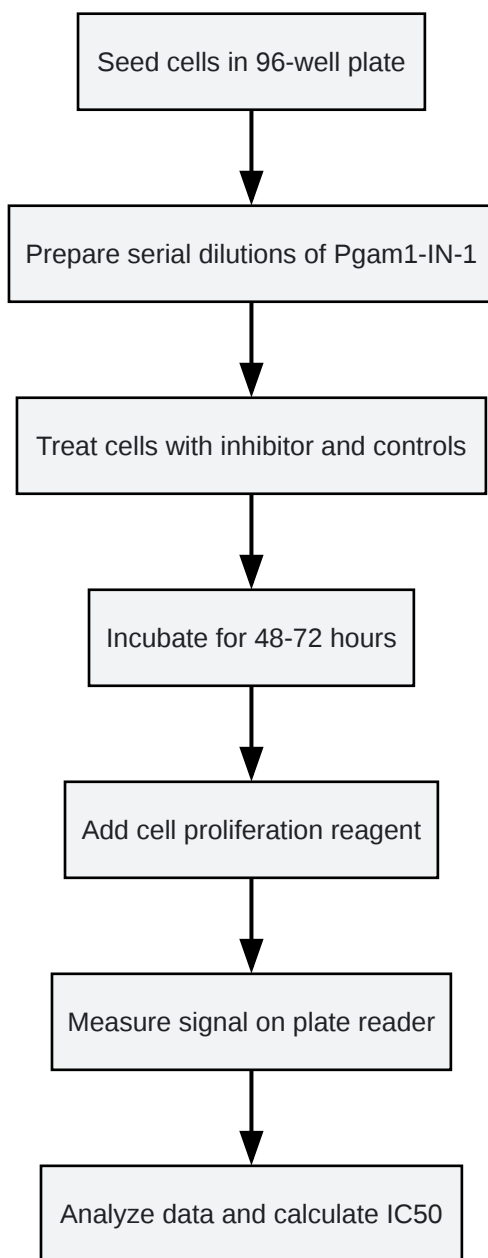 Seed cells in 96-well plate
Prepare serial dilutions of Pgam1-IN-1
Treat cells with inhibitor and controls
Incubate for 48-72 hours
Add cell proliferation reagent
Measure signal on plate reader
Analyze data and calculate IC50